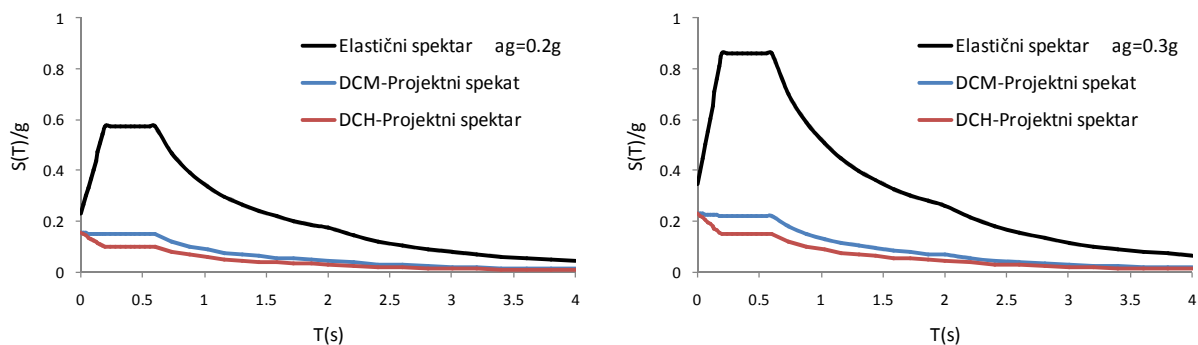 1
0.8
0.6
0.4
0.2
0
S(T)/g
Elastični spektar ag=0.2g
DCM-Projektni spekat
DCH-Projektni spektar
0 0.5 1 1.5 2 2.5 3 3.5 4
T(s)
1
0.8
0.6
0.4
0.2
0
S(T)/g
Elastični spektar ag=0.3g
DCM-Projektni spekat
DCH-Projektni spektar
0 0.5 1 1.5 2 2.5 3 3.5 4
T(s)